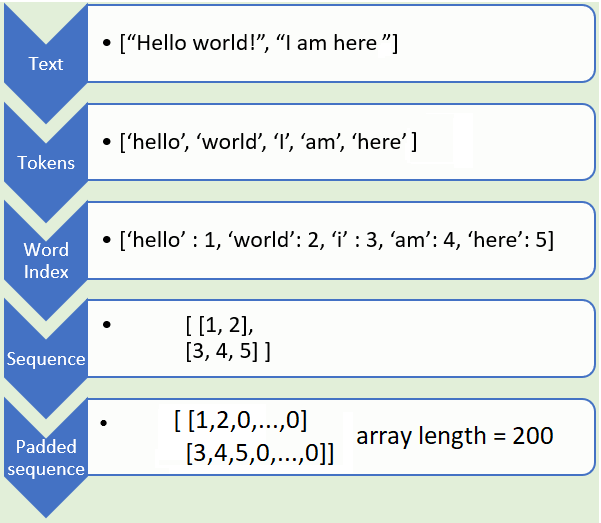 Text
• [“Hello world!”, “I am here ”]
Tokens
• [‘hello’, ‘world’, ‘I’, ‘am’, ‘here’ ]
Word
Index
• [‘hello’ : 1, ‘world’: 2, ‘i’ : 3, ‘am’: 4, ‘here’: 5]
Sequence
• [ [1, 2],
[3, 4, 5] ]
Padded
sequence
• [ [1,2,0,...,0]
[3,4,5,0,...,0]]
array length = 200